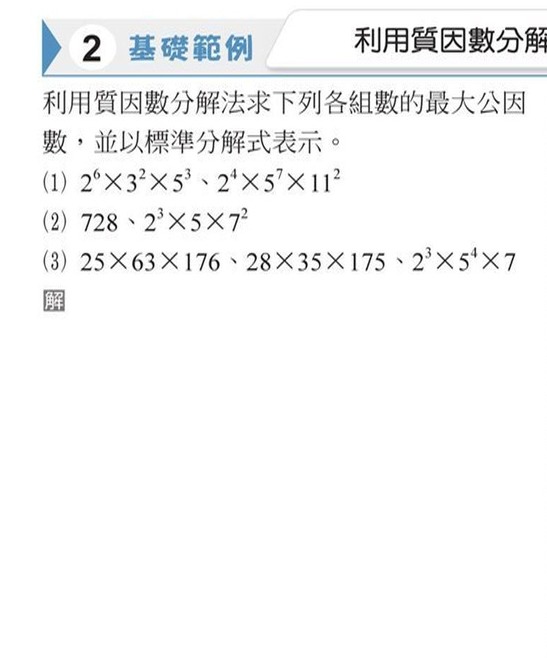 2 基礎範例 利用質因數分解
利用質因數分解法求下列各組數的最大公因
數，並以標準分解式表示。
⑴ 2⁶×3²×5³、2⁴×5⁷×11²
⑵ 728、2³×5×7²
⑶ 25×63×176、28×35×175、2³×5⁴×7
解